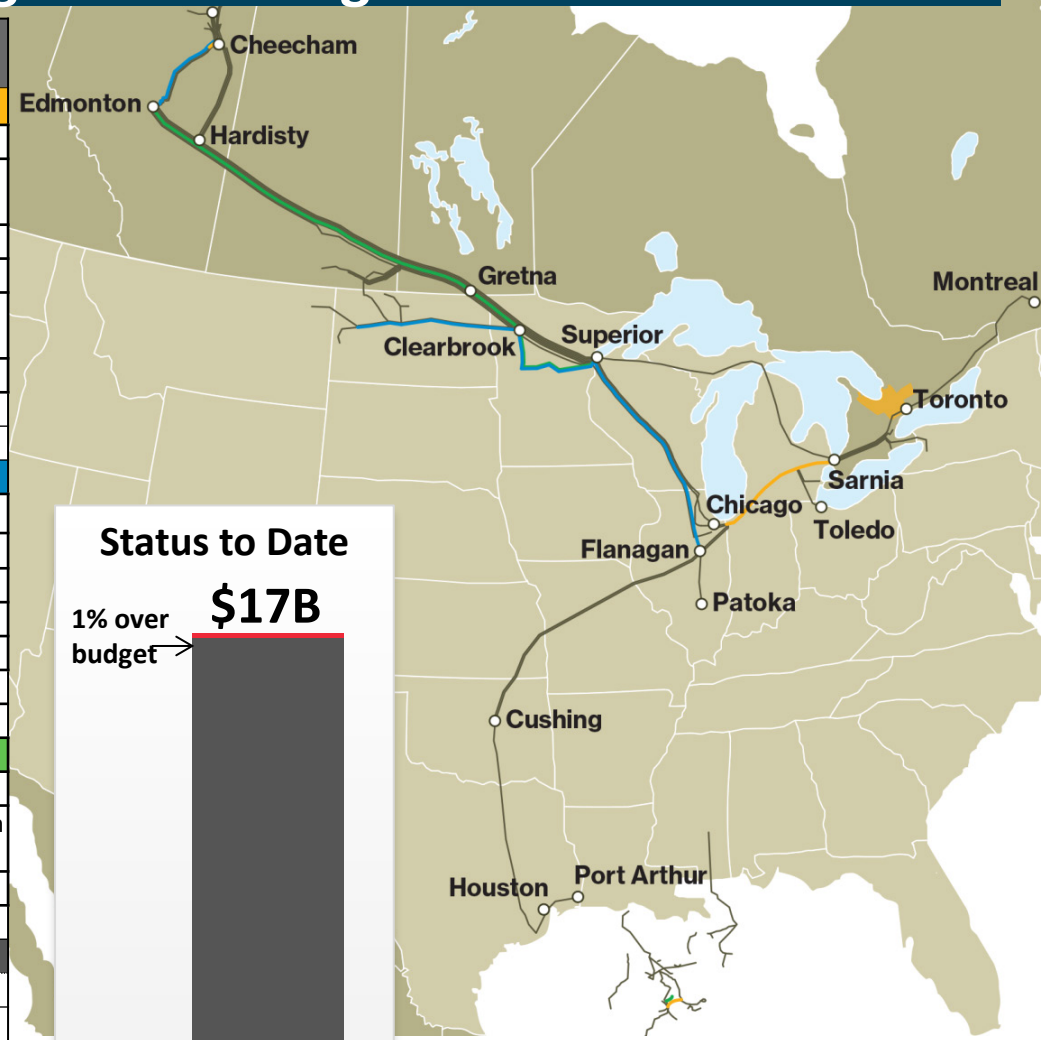 Cheecham
Edmonton
Hardisty
Gretna
Montreal
Superior
Clearbrook
Toronto
Sarnia
Chicago
Toledo
Flanagan
Patoka
Status to Date
$17B
1% over
budget
Cushing
Port Arthur
Houston